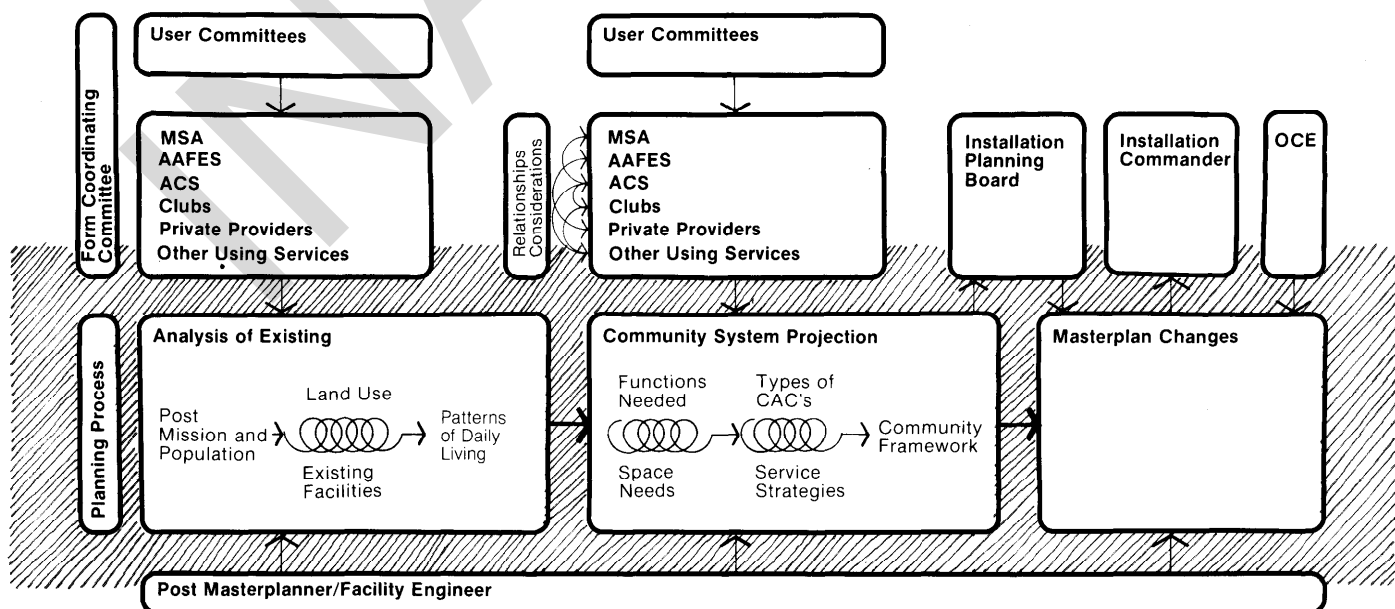 User Committees
User Committees
Form Coordinating
Committee
MSA
AAFES
ACS
Clubs
Private Providers
Other Using Services
Relationships
Considerations
MSA
AAFES
ACS
Clubs
Private Providers
Other Using Services
Installation
Planning
Board
Installation
Commander
OCE
Planning Process
Analysis of Existing
Post
Mission and
Population
Land Use
Existing
Facilities
Patterns
of Daily
Living
Community System Projection
Functions
Needed
Space
Needs
Types of
CAC's
Service
Strategies
Community
Framework
Masterplan Changes
Post Masterplanner/Facility Engineer